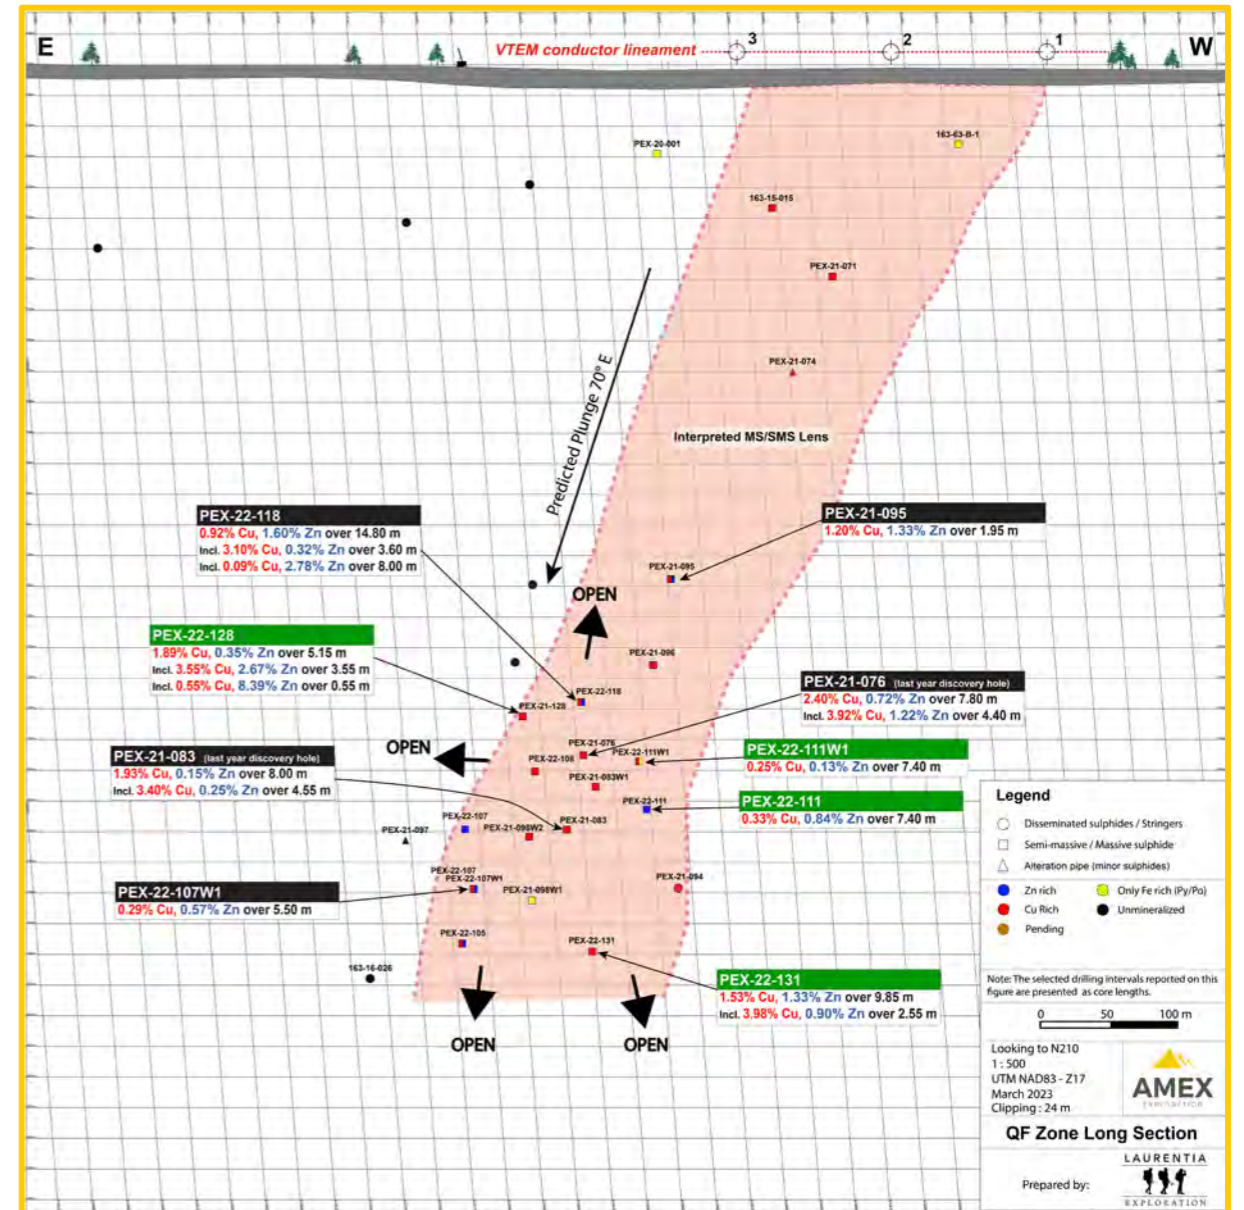 E
VTEM conductor lineament
3
2
1
W
PEX-20-001
163-63-B-1
163-15-015
PEX-21-071
PEX-21-074
Predicted Plunge 70° E
Interpreted MS/SMS Lens
PEX-22-118
0.92% Cu, 1.60% Zn over 14.80 m
Incl. 3.10% Cu, 0.32% Zn over 3.60 m
Incl. 0.09% Cu, 2.78% Zn over 8.00 m
PEX-21-095
1.20% Cu, 1.33% Zn over 1.95 m
PEX-21-095
OPEN
PEX-22-128
1.89% Cu, 0.35% Zn over 5.15 m
Incl. 3.55% Cu, 2.67% Zn over 3.55 m
Incl. 0.55% Cu, 8.39% Zn over 0.55 m
PEX-21-096
PEX-22-118
PEX-21-128
PEX-21-076 (last year discovery hole)
2.40% Cu, 0.72% Zn over 7.80 m
Incl. 3.92% Cu, 1.22% Zn over 4.40 m
OPEN
PEX-21-076
PEX-22-108
PEX-22-111W1
PEX-21-083W1
PEX-21-083 (last year discovery hole)
1.93% Cu, 0.15% Zn over 8.00 m
Incl. 3.40% Cu, 0.25% Zn over 4.55 m
PEX-22-111W1
0.25% Cu, 0.13% Zn over 7.40 m
PEX-22-111
PEX-22-111
0.33% Cu, 0.84% Zn over 7.40 m
PEX-22-107
PEX-21-097
PEX-21-098W2
PEX-21-083
PEX-22-107
PEX-22-107W1
PEX-22-107W1
0.29% Cu, 0.57% Zn over 5.50 m
PEX-21-098W1
PEX-21-094
PEX-22-105
PEX-22-131
163-16-026
PEX-22-131
1.53% Cu, 1.33% Zn over 9.85 m
Incl. 3.98% Cu, 0.90% Zn over 2.55 m
OPEN
OPEN
Legend
Disseminated sulphides / Stringers
Semi-massive / Massive sulphide
Alteration pipe (minor sulphides)
Zn rich
Only Fe rich (Py/Po)
Cu Rich
Unmineralized
Pending
Note: The selected drilling intervals reported on this
figure are presented as core lengths.
0 50 100 m
Looking to N210
1 : 500
UTM NAD83 - Z17
March 2023
Clipping : 24 m
AMEX
QF Zone Long Section
Prepared by:
LAURENTIA
EXPLORATION